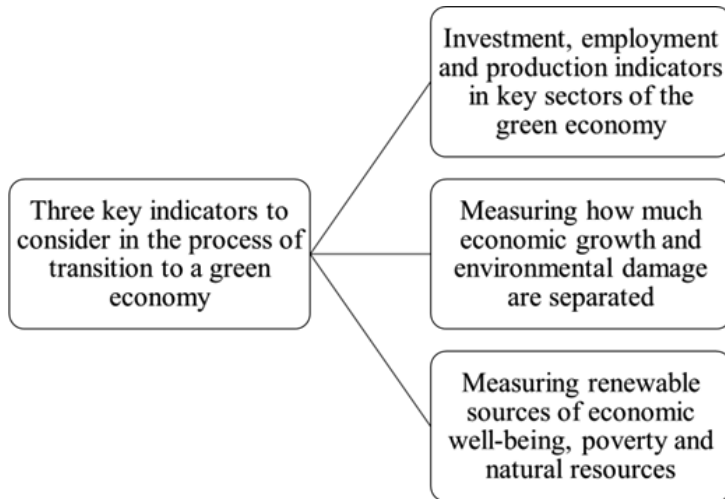 Three key indicators to
consider in the process of
transition to a green
economy
Investment, employment
and production indicators
in key sectors of the
green economy
Measuring how much
economic growth and
environmental damage
are separated
Measuring renewable
sources of economic
well-being, poverty and
natural resources